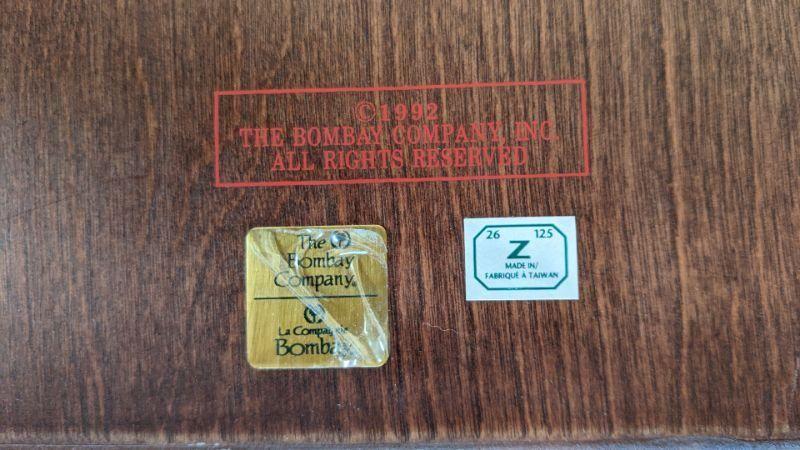 ©1992
THE BOMBAY COMPANY, INC.
ALL RIGHTS RESERVED
The
Bombay
Company®
La Compagnie
Bombay
26 125
Z
MADE IN/
FABRIQUÉ À TAIWAN